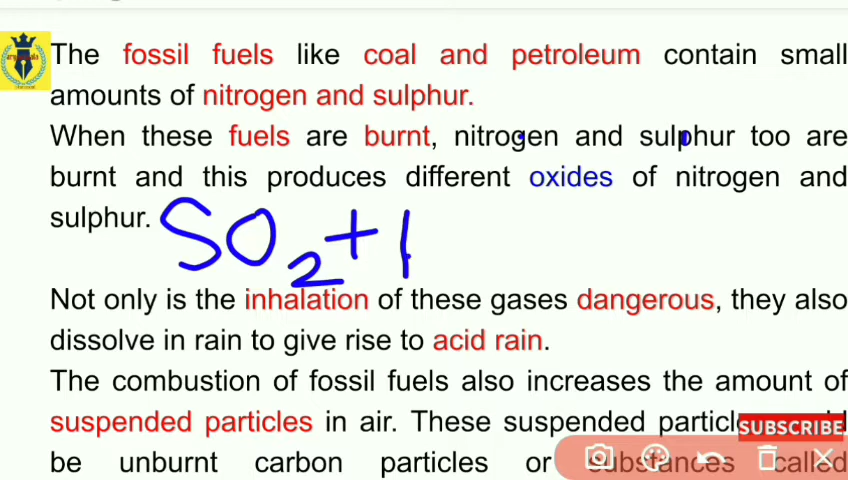 The fossil fuels like coal and petroleum contain small
amounts of nitrogen and sulphur.
When these fuels are burnt, nitrogen and sulphur too are
burnt and this produces different oxides of nitrogen and
sulphur.
SO₂+1
Not only is the inhalation of these gases dangerous, they also
dissolve in rain to give rise to acid rain.
The combustion of fossil fuels also increases the amount of
suspended particles in air. These suspended
SUBSCRIBE
be unburnt carbon particles or substances called